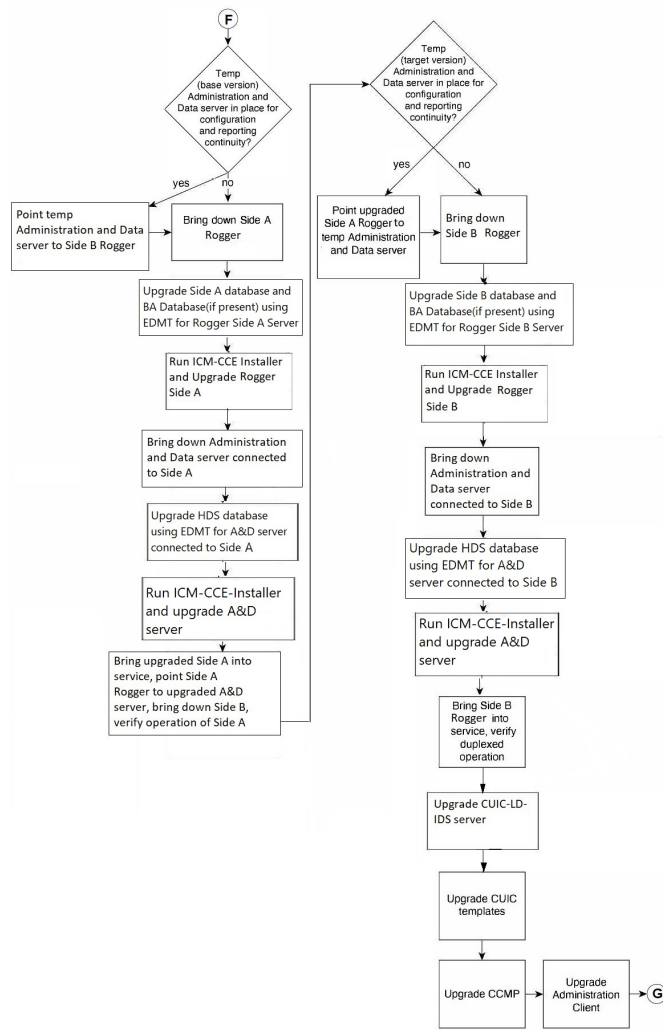 F
Temp
(base version)
Administration and
Data server in place for
configuration
and reporting
continuity?
yes
no
Point temp
Administration and Data
server to Side B Rogger
Bring down Side A
Rogger
Upgrade Side A database and
BA Database(if present) using
EDMT for Rogger Side A Server
Run ICM-CCE Installer
and Upgrade Rogger
Side A
Bring down Administration
and Data server connected
to Side A
Upgrade HDS database
using EDMT for A&D server
connected to Side A
Run ICM-CCE-Installer
and upgrade A&D
server
Bring upgraded Side A into
service, point Side A
Rogger to upgraded A&D
server, bring down Side B,
verify operation of Side A
Temp
(target version)
Administration and
Data server in place for
configuration
and reporting
continuity?
yes
no
Point upgraded
Side A Rogger to
temp Administration
and Data server
Bring down
Side B Rogger
Upgrade Side B database and
BA Database(if present) using
EDMT for Rogger Side B Server
Run ICM-CCE Installer
and Upgrade Rogger
Side B
Bring down
Administration and
Data server
connected to Side B
Upgrade HDS database
using EDMT for A&D
server connected to Side B
Run ICM-CCE-Installer
and upgrade A&D
server
Bring Side B
Rogger into
service, verify
duplexed
operation
Upgrade CUIC-LD-
IDS server
Upgrade CUIC
templates
Upgrade CCMP
Upgrade
Administration
Client
G